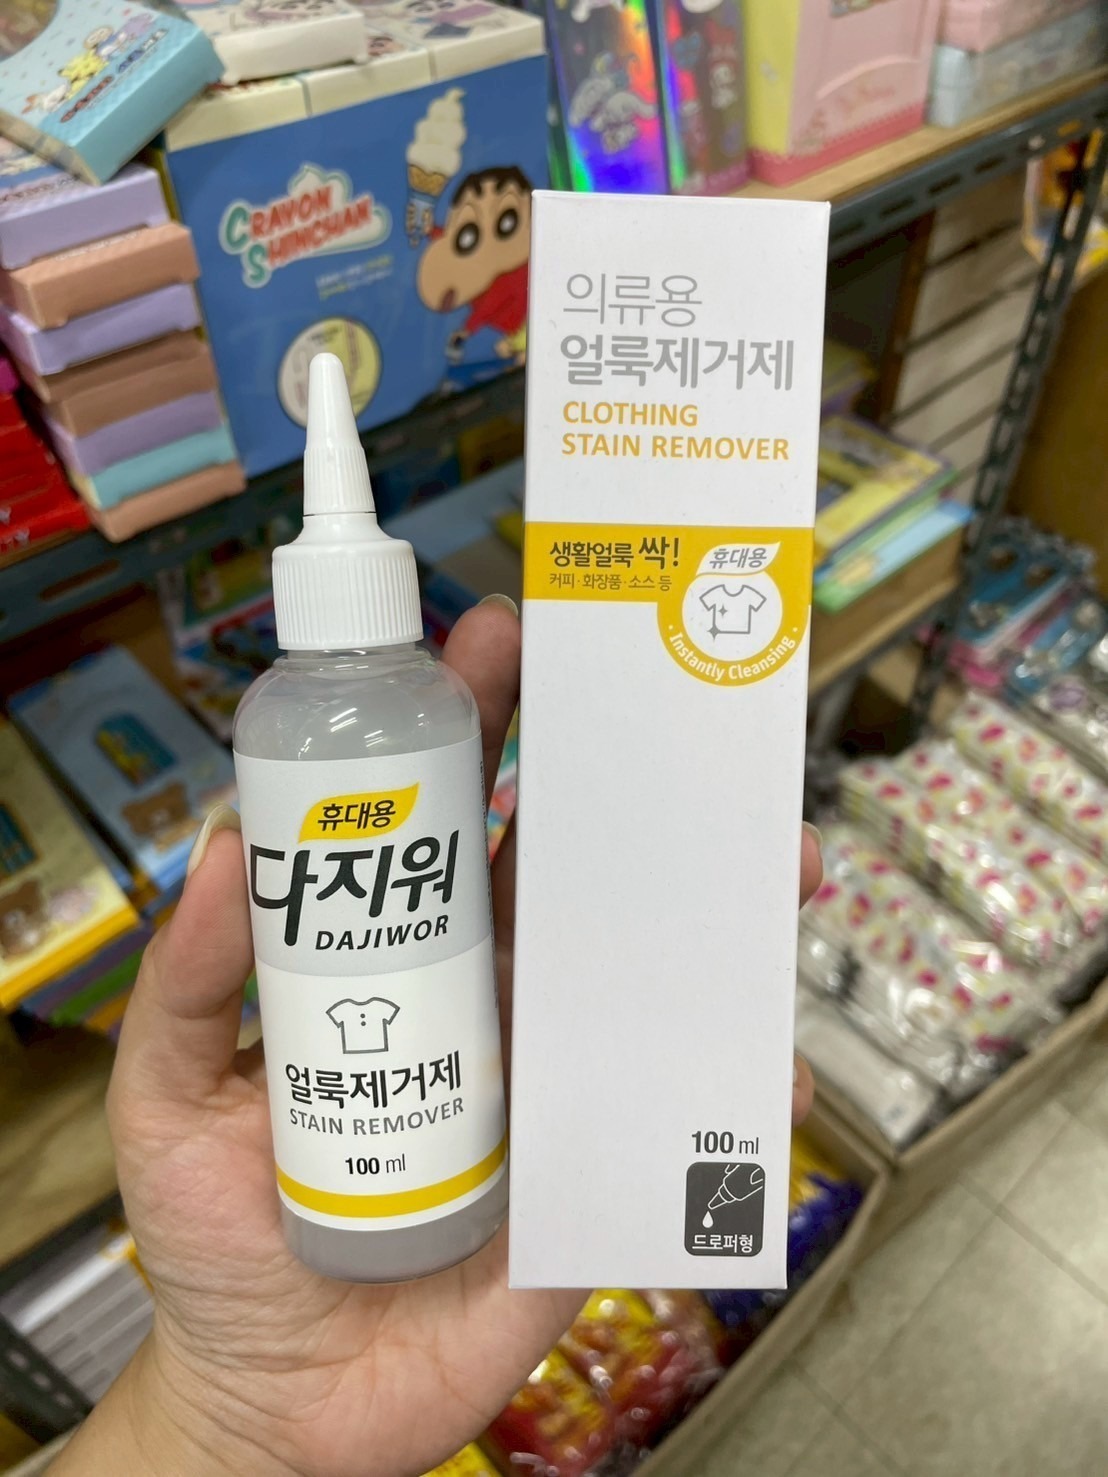 CRAYON
SHINCHAN
의류용
얼룩제거제
CLOTHING
STAIN REMOVER
생활얼룩 싹!
커피·화장품·소스 등
휴대용
• Instantly Cleansing •
100 ml
드로퍼형
휴대용
다지워
DAJIWOR
얼룩제거제
STAIN REMOVER
100 ml